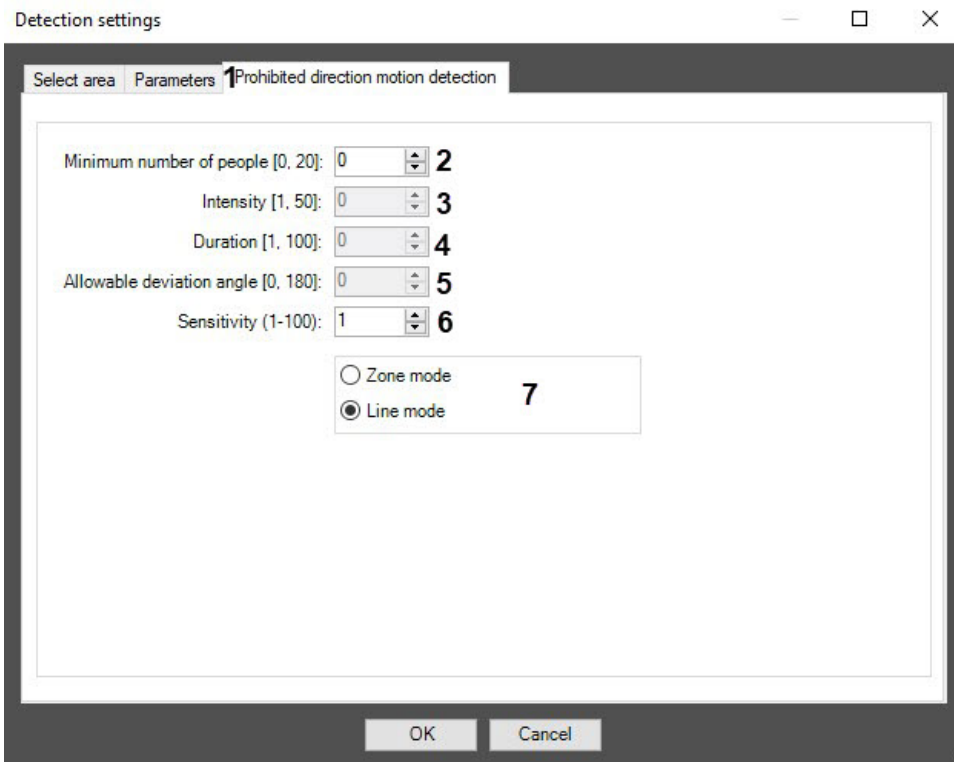 Detection settings
Select area Parameters 1 Prohibited direction motion detection
Minimum number of people [0, 20]: 0 2
Intensity [1, 50]: 0 3
Duration [1, 100]: 0 4
Allowable deviation angle [0, 180]: 0 5
Sensitivity (1-100): 1 6
Zone mode
7
Line mode
OK Cancel